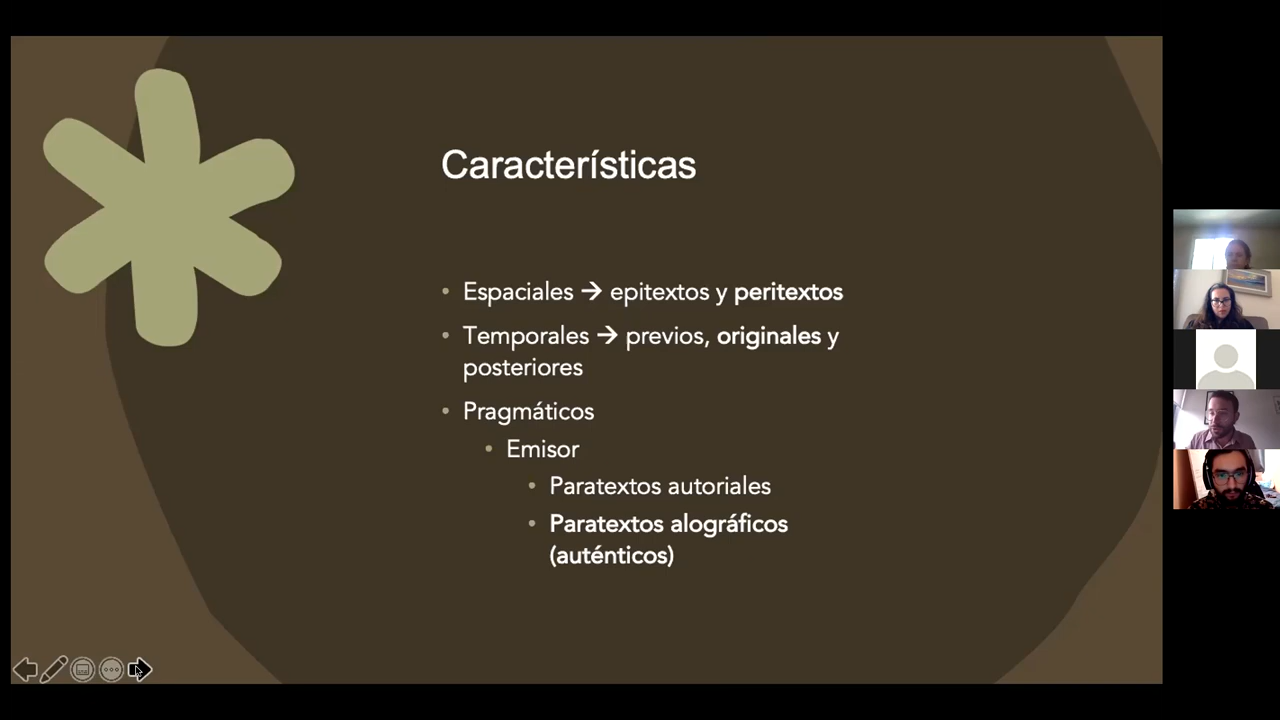 Características
• Espaciales → epitextos y peritextos
• Temporales → previos, originales y
posteriores
• Pragmáticos
• Emisor
• Paratextos autoriales
• Paratextos alográficos
(auténticos)